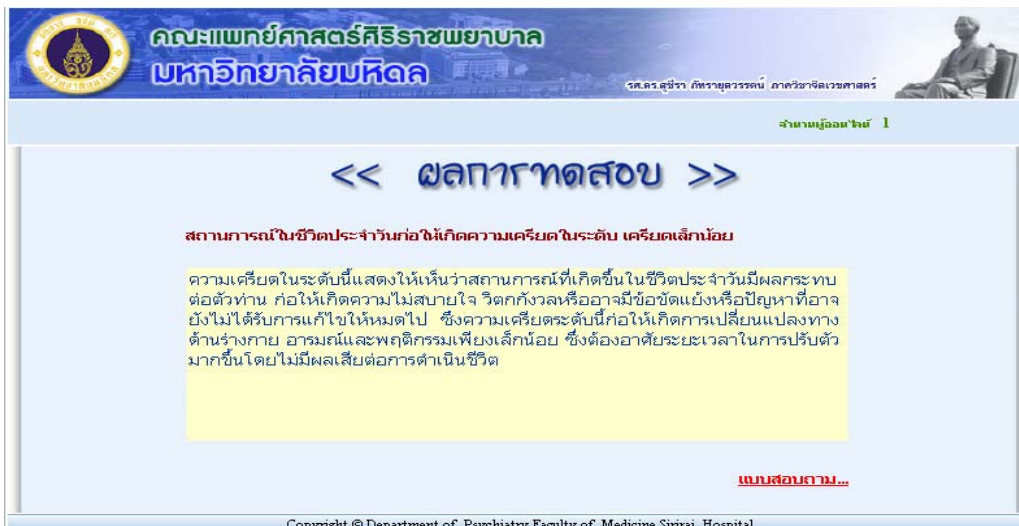 คณะแพทย์ศาสตร์ศิริราชพยาบาล
มหาวิทยาลัยมหิดล
รศ.ดร.สุชีรา ภัทรายุตวรรตน์ ภาควิชาจิตเวชศาสตร์
จำนวนผู้ออนไลน์ 1
<< ผลการทดสอบ >>
สถานการณ์ในชีวิตประจำวันก่อให้เกิดความเครียดในระดับ เครียดเล็กน้อย
ความเครียดในระดับนี้แสดงให้เห็นว่าสถานการณ์ที่เกิดขึ้นในชีวิตประจำวันมีผลกระทบ
ต่อตัวท่าน ก่อให้เกิดความไม่สบายใจ วิตกกังวลหรืออาจมีข้อขัดแย้งหรือปัญหาที่อาจ
ยังไม่ได้รับการแก้ไขให้หมดไป ซึ่งความเครียดระดับนี้ก่อให้เกิดการเปลี่ยนแปลงทาง
ด้านร่างกาย อารมณ์และพฤติกรรมเพียงเล็กน้อย ซึ่งต้องอาศัยระยะเวลาในการปรับตัว
มากขึ้นโดยไม่มีผลเสียต่อการดำเนินชีวิต
แบบสอบถาม...
Copyright © Department of Psychiatry Faculty of Medicine Siriraj Hospital